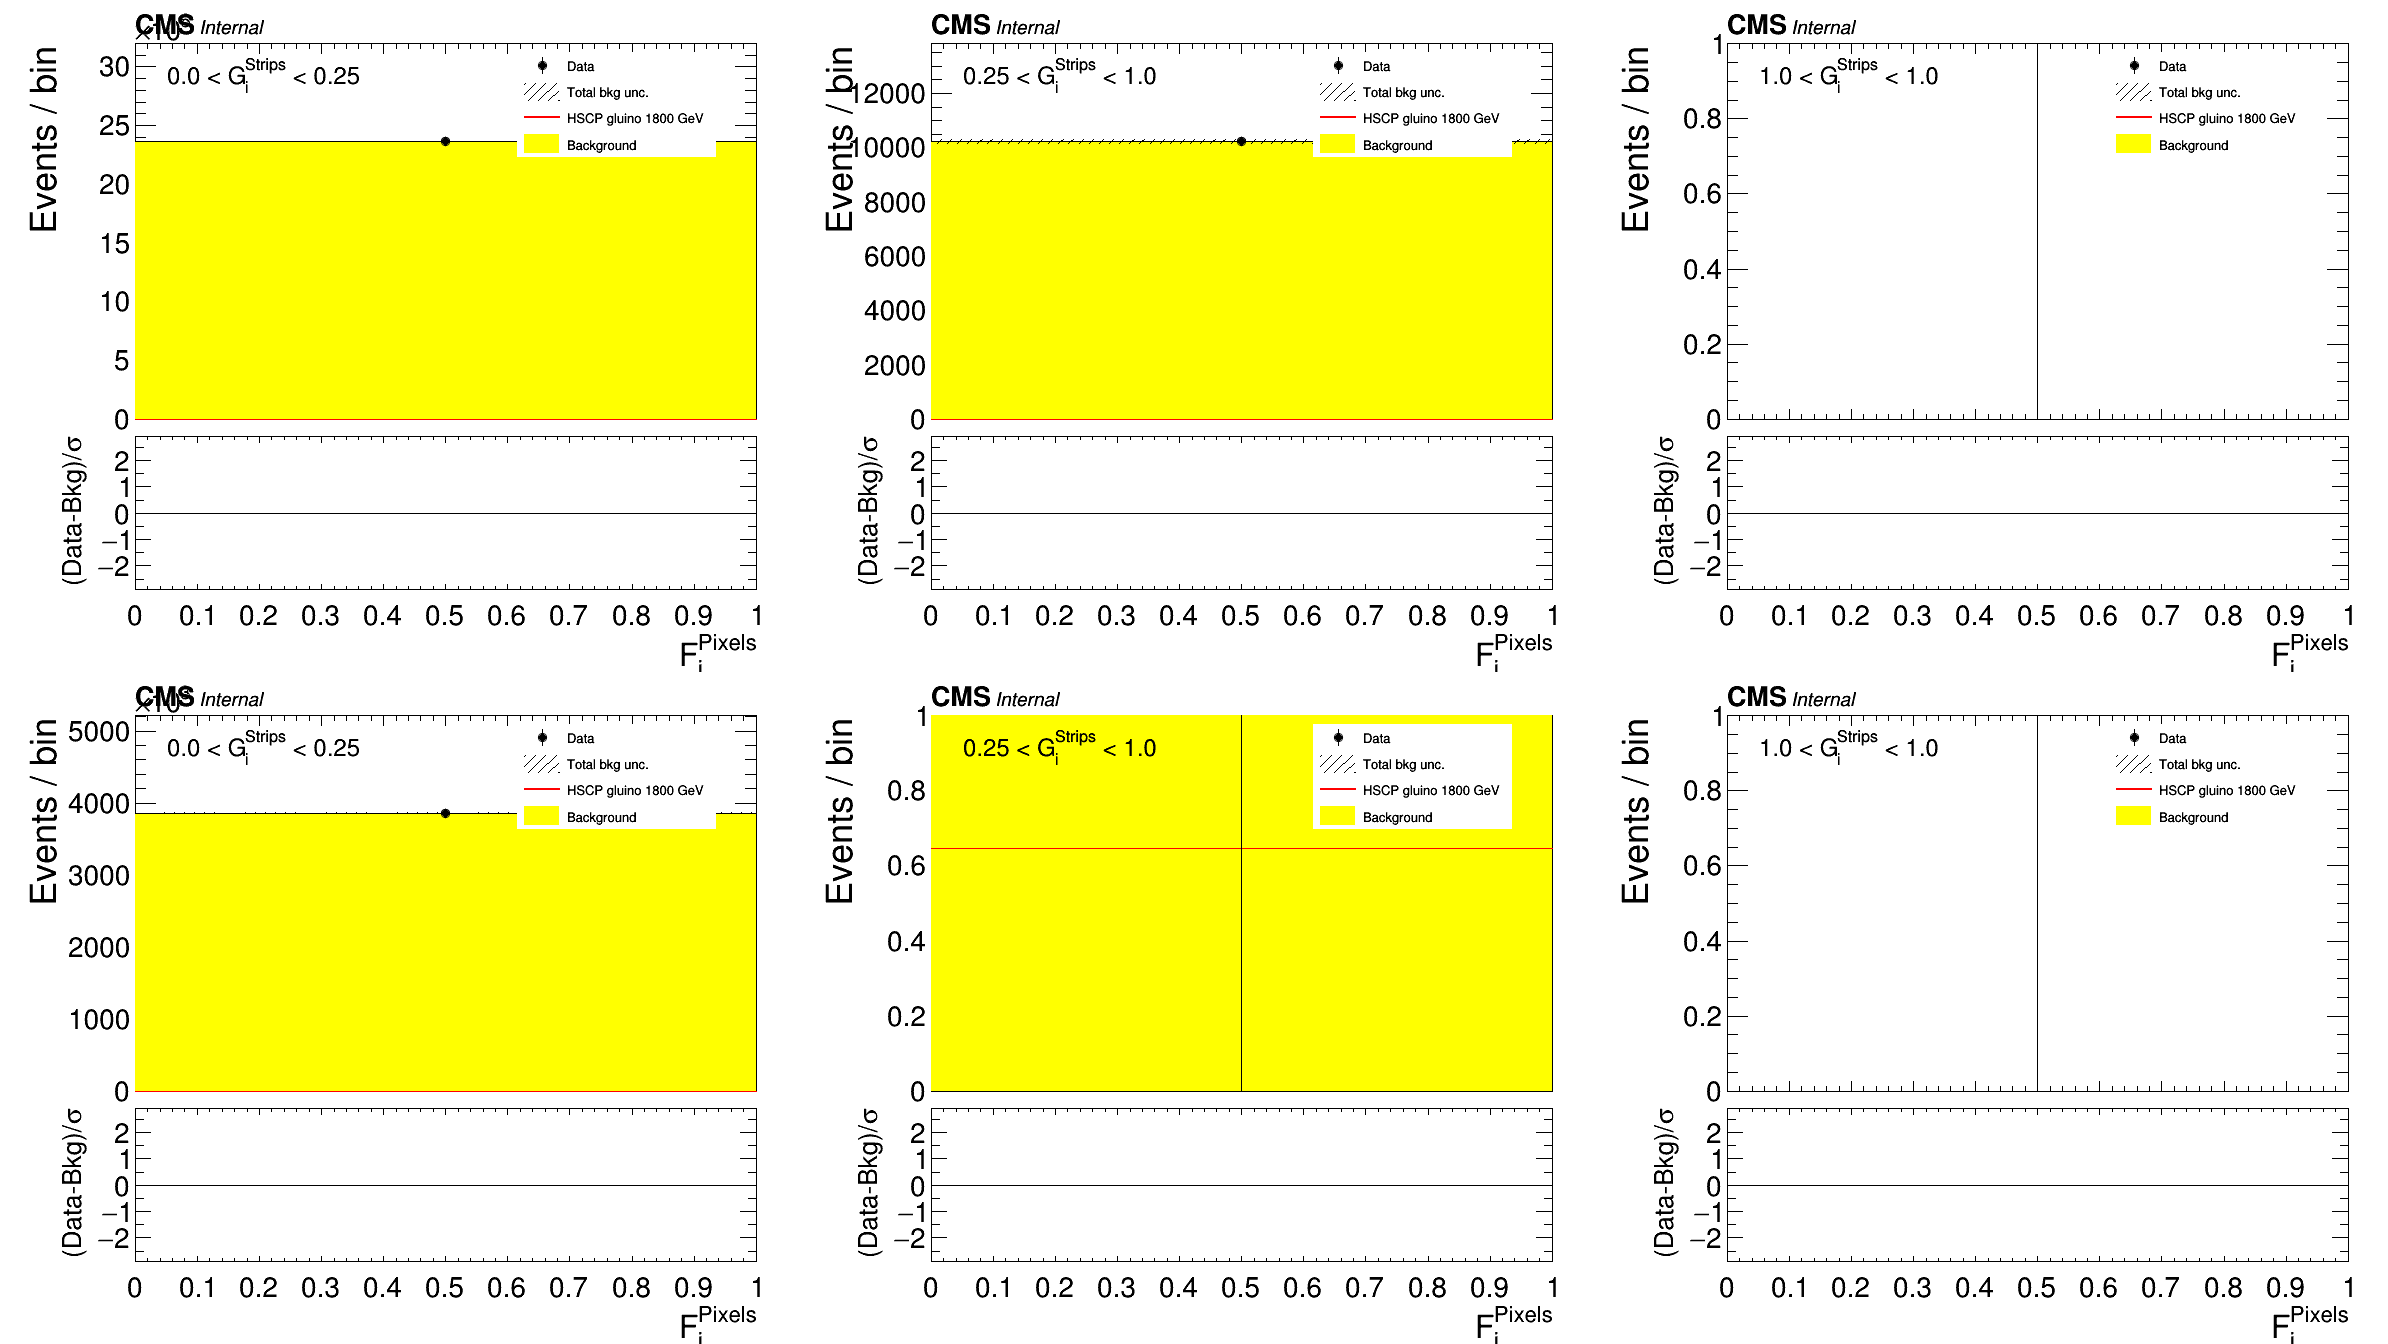 CMS Internal
Events / bin
30
25
20
15
10
5
0
0.0 < G_i^Strips < 0.25
Data
Total bkg unc.
HSCP gluino 1800 GeV
Background
(Data-Bkg)/σ
2
1
0
−1
−2
0 0.1 0.2 0.3 0.4 0.5 0.6 0.7 0.8 0.9 1
F_i^Pixels
CMS Internal
Events / bin
12000
10000
8000
6000
4000
2000
0
0.25 < G_i^Strips < 1.0
Data
Total bkg unc.
HSCP gluino 1800 GeV
Background
(Data-Bkg)/σ
2
1
0
−1
−2
0 0.1 0.2 0.3 0.4 0.5 0.6 0.7 0.8 0.9 1
F_i^Pixels
CMS Internal
Events / bin
1
0.8
0.6
0.4
0.2
0
1.0 < G_i^Strips < 1.0
Data
Total bkg unc.
HSCP gluino 1800 GeV
Background
(Data-Bkg)/σ
2
1
0
−1
−2
0 0.1 0.2 0.3 0.4 0.5 0.6 0.7 0.8 0.9 1
F_i^Pixels
CMS Internal
Events / bin
5000
4000
3000
2000
1000
0
0.0 < G_i^Strips < 0.25
Data
Total bkg unc.
HSCP gluino 1800 GeV
Background
(Data-Bkg)/σ
2
1
0
−1
−2
0 0.1 0.2 0.3 0.4 0.5 0.6 0.7 0.8 0.9 1
F_i^Pixels
CMS Internal
Events / bin
1
0.8
0.6
0.4
0.2
0
0.25 < G_i^Strips < 1.0
Data
Total bkg unc.
HSCP gluino 1800 GeV
Background
(Data-Bkg)/σ
2
1
0
−1
−2
0 0.1 0.2 0.3 0.4 0.5 0.6 0.7 0.8 0.9 1
F_i^Pixels
CMS Internal
Events / bin
1
0.8
0.6
0.4
0.2
0
1.0 < G_i^Strips < 1.0
Data
Total bkg unc.
HSCP gluino 1800 GeV
Background
(Data-Bkg)/σ
2
1
0
−1
−2
0 0.1 0.2 0.3 0.4 0.5 0.6 0.7 0.8 0.9 1
F_i^Pixels